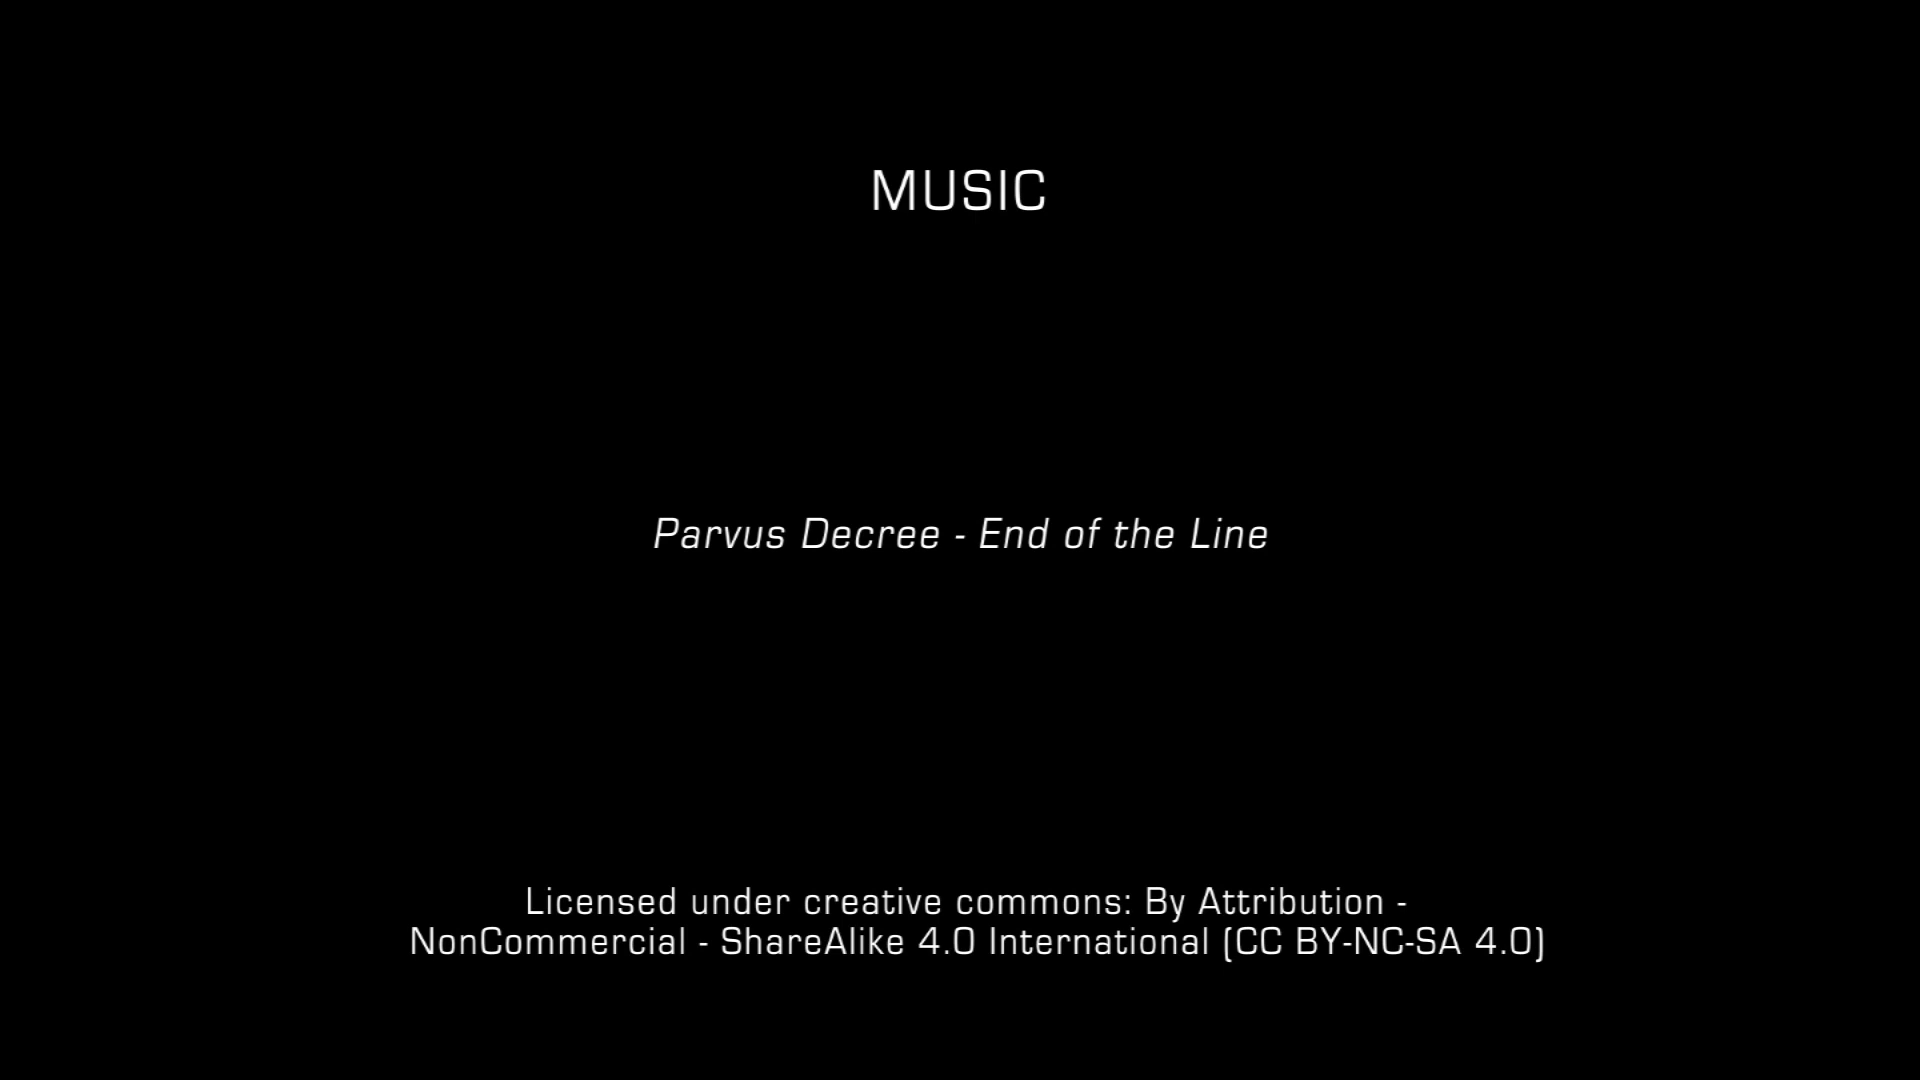 MUSIC
Parvus Decree - End of the Line
Licensed under creative commons: By Attribution -
NonCommercial - ShareAlike 4.0 International (CC BY-NC-SA 4.0)